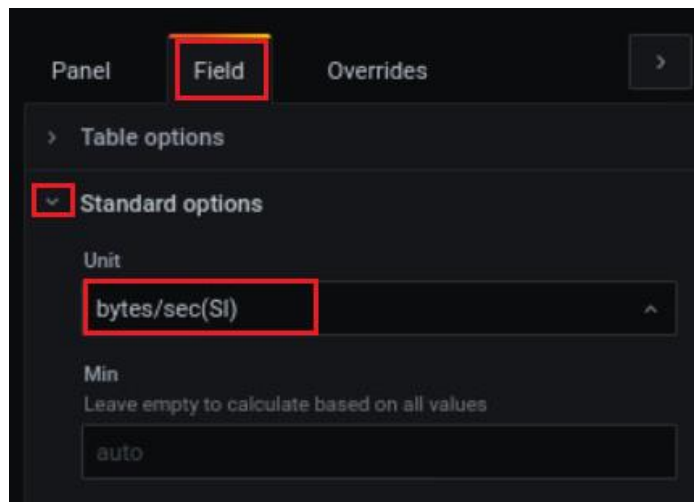 Panel Field Overrides
Table options
Standard options
Unit
bytes/sec(SI)
Min
Leave empty to calculate based on all values
auto